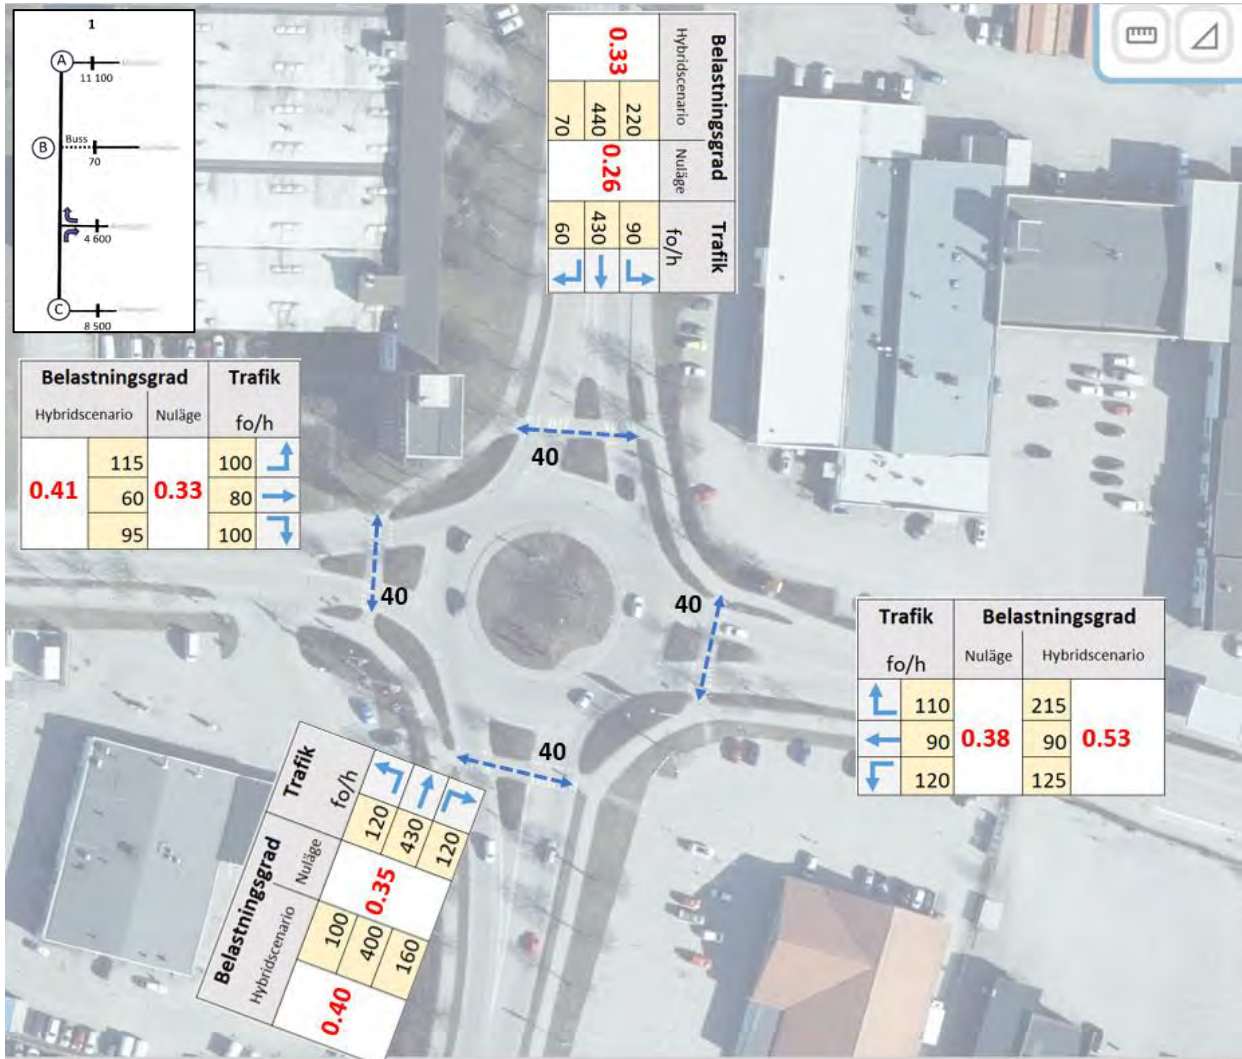 1
A
11 100
B
Buss
70
4 600
C
8 500
Belastningsgrad Trafik
Hybridscenario Nuläge fo/h
0.33 0.26
220 90
440 430
70 60
Belastningsgrad Trafik
Hybridscenario Nuläge fo/h
115 100
0.41 60 0.33 80
95 100
40
40
40
40
Trafik Belastningsgrad
fo/h Nuläge Hybridscenario
110 215
90 0.38 90 0.53
120 125
Trafik
fo/h
120 430 120
Belastningsgrad
Nuläge
0.35
Hybridscenario
100 400 160
0.40